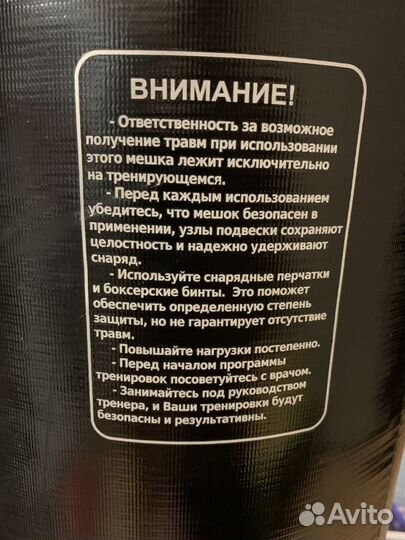 ВНИМАНИЕ!
- Ответственность за возможное
получение травм при использовании
этого мешка лежит исключительно
на тренирующемся.
- Перед каждым использованием
убедитесь, что мешок безопасен в
применении, узлы подвески сохраняют
целостность и надежно удерживают
снаряд.
- Используйте снарядные перчатки
и боксерские бинты. Это поможет
обеспечить определенную степень
защиты, но не гарантирует отсутствие
травм.
- Повышайте нагрузки постепенно.
- Перед началом программы
тренировок посоветуйтесь с врачом.
- Занимайтесь под руководством
тренера, и Ваши тренировки будут
безопасны и результативны.
Avito